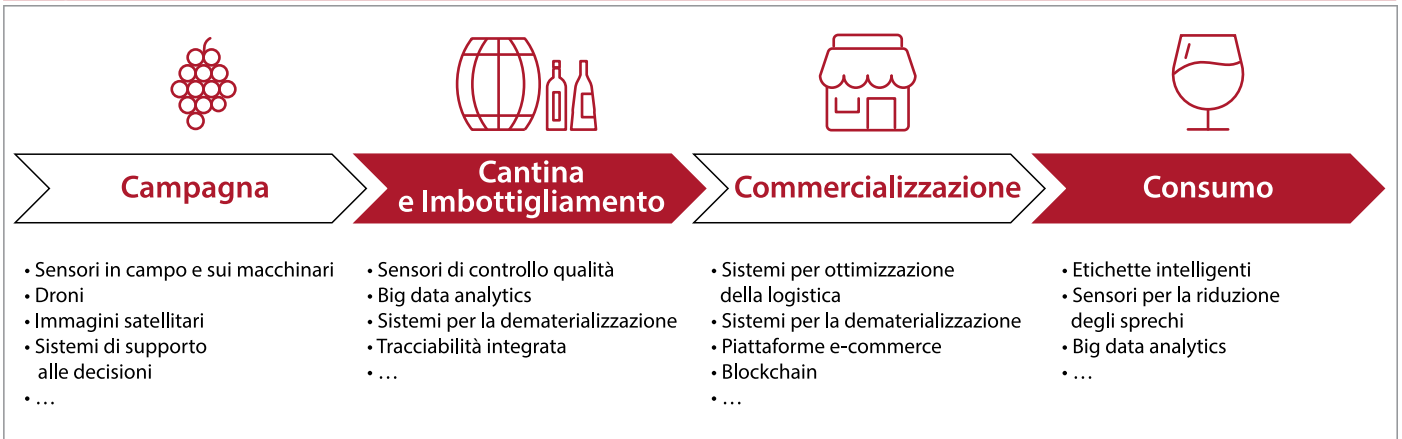 Campagna
Cantina
e Imbottigliamento
Commercializzazione
Consumo
• Sensori in campo e sui macchinari
• Droni
• Immagini satellitari
• Sistemi di supporto
alle decisioni
• …
• Sensori di controllo qualità
• Big data analytics
• Sistemi per la dematerializzazione
• Tracciabilità integrata
• …
• Sistemi per ottimizzazione
della logistica
• Sistemi per la dematerializzazione
• Piattaforme e-commerce
• Blockchain
• …
• Etichette intelligenti
• Sensori per la riduzione
degli sprechi
• Big data analytics
• …